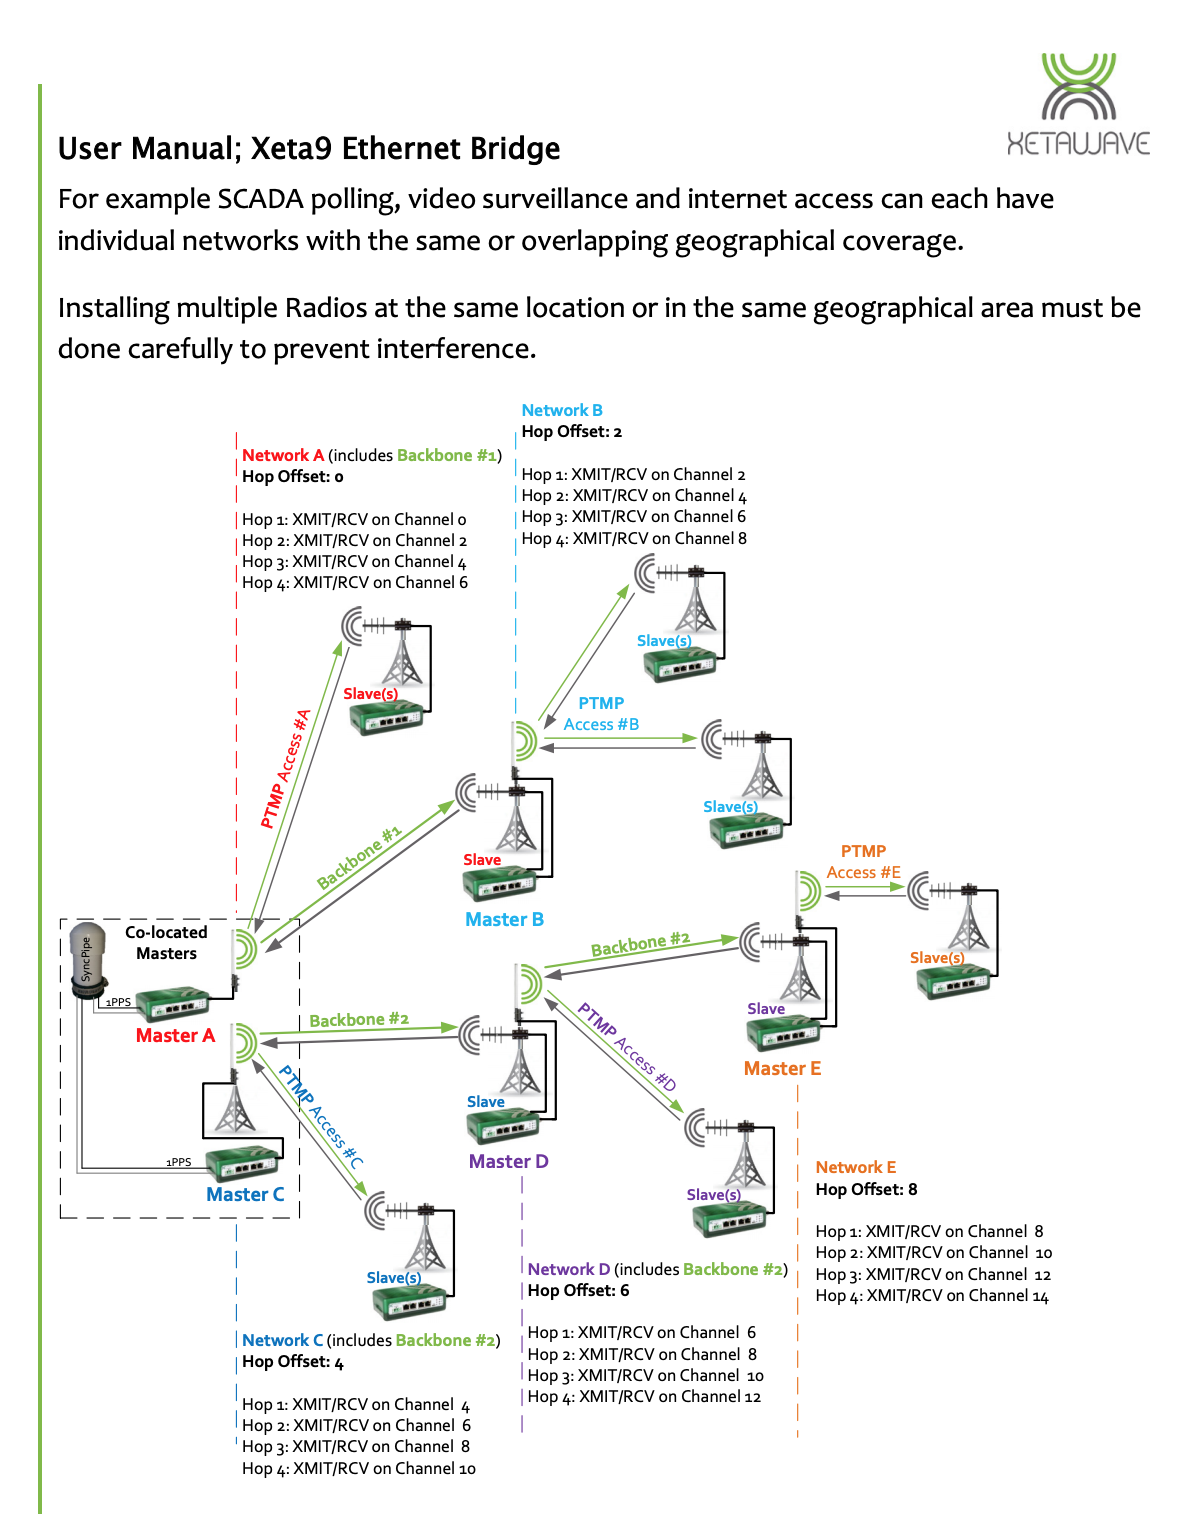 XETAWAVE
User Manual; Xeta9 Ethernet Bridge
For example SCADA polling, video surveillance and internet access can each have
individual networks with the same or overlapping geographical coverage.
Installing multiple Radios at the same location or in the same geographical area must be
done carefully to prevent interference.
Network B
Hop Offset: 2
Hop 1: XMIT/RCV on Channel 2
Hop 2: XMIT/RCV on Channel 4
Hop 3: XMIT/RCV on Channel 6
Hop 4: XMIT/RCV on Channel 8
Network A (includes Backbone #1)
Hop Offset: 0
Hop 1: XMIT/RCV on Channel 0
Hop 2: XMIT/RCV on Channel 2
Hop 3: XMIT/RCV on Channel 4
Hop 4: XMIT/RCV on Channel 6
Slave(s)
Slave(s)
PTMP
Access #B
PTMP Access #A
Slave(s)
Backbone #1
Slave
Master B
PTMP
Access #E
Co-located
Masters
SyncPipe
1PPS
Master A
Backbone #2
Slave(s)
Slave
Master E
Backbone #2
PTMP Access #D
PTMP Access #C
Slave
Master D
1PPS
Master C
Slave(s)
Network E
Hop Offset: 8
Hop 1: XMIT/RCV on Channel 8
Hop 2: XMIT/RCV on Channel 10
Hop 3: XMIT/RCV on Channel 12
Hop 4: XMIT/RCV on Channel 14
Slave(s)
Network D (includes Backbone #2)
Hop Offset: 6
Hop 1: XMIT/RCV on Channel 6
Hop 2: XMIT/RCV on Channel 8
Hop 3: XMIT/RCV on Channel 10
Hop 4: XMIT/RCV on Channel 12
Network C (includes Backbone #2)
Hop Offset: 4
Hop 1: XMIT/RCV on Channel 4
Hop 2: XMIT/RCV on Channel 6
Hop 3: XMIT/RCV on Channel 8
Hop 4: XMIT/RCV on Channel 10